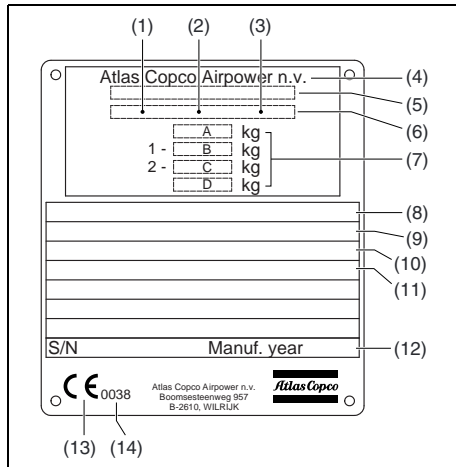 (1) (2) (3)
Atlas Copco Airpower n.v. (4)
(5)
(6)
A kg
1 - B kg (7)
2 - C kg
D kg
(8)
(9)
(10)
(11)
S/N Manuf. year (12)
CE 0038 Atlas Copco Airpower n.v. Atlas Copco
Boomsesteenweg 957
B-2610, WILRIJK
(13) (14)